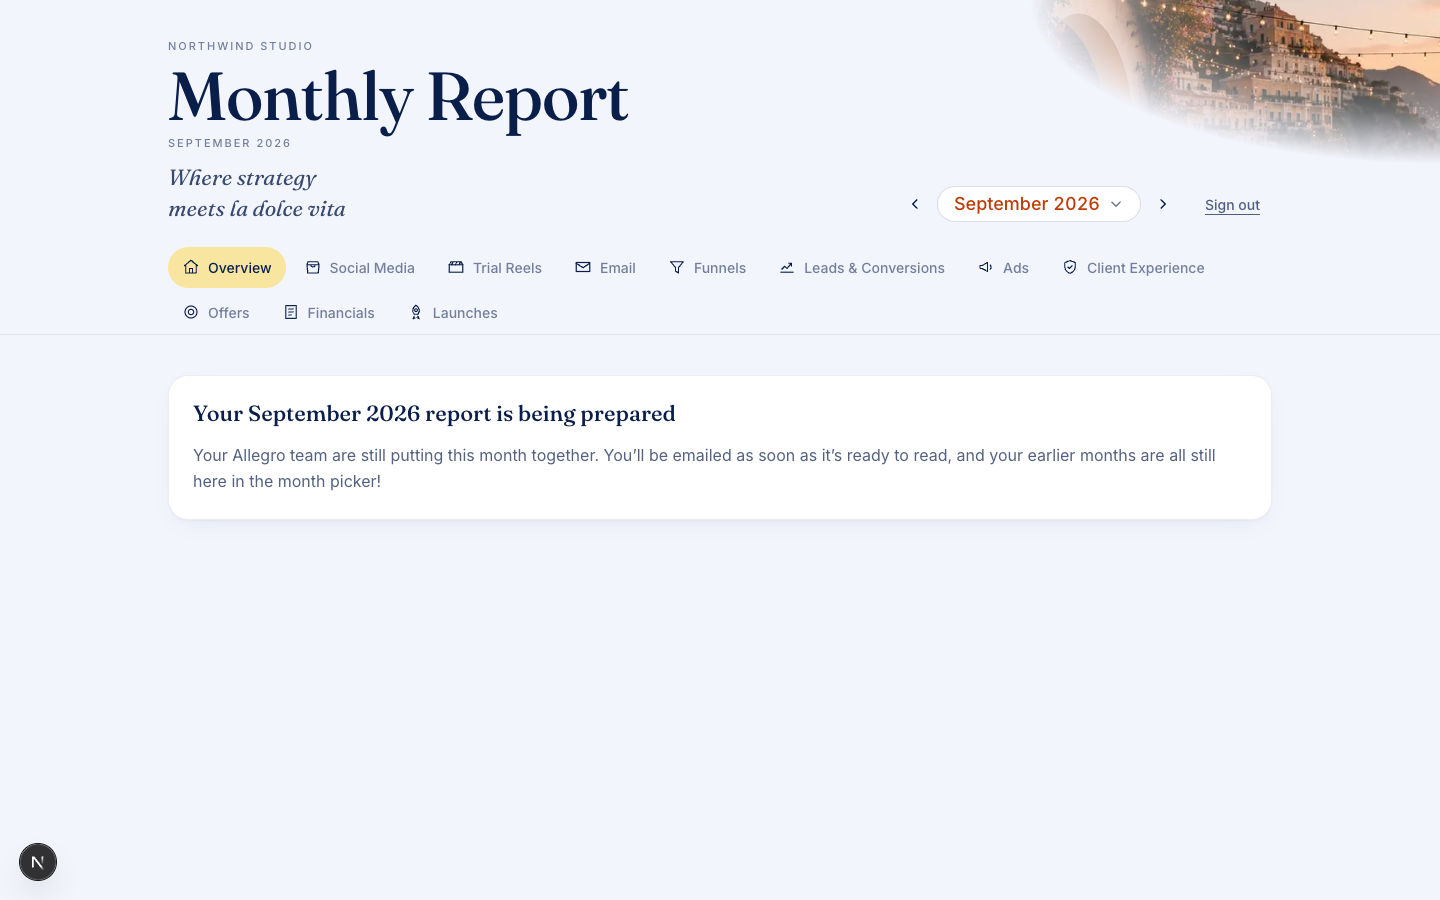 NORTHWIND STUDIO
Monthly Report
SEPTEMBER 2026
Where strategy
meets la dolce vita
September 2026
Sign out
Overview
Social Media
Trial Reels
Email
Funnels
Leads & Conversions
Ads
Client Experience
Offers
Financials
Launches
Your September 2026 report is being prepared
Your Allegro team are still putting this month together. You’ll be emailed as soon as it’s ready to read, and your earlier months are all still
here in the month picker!
N